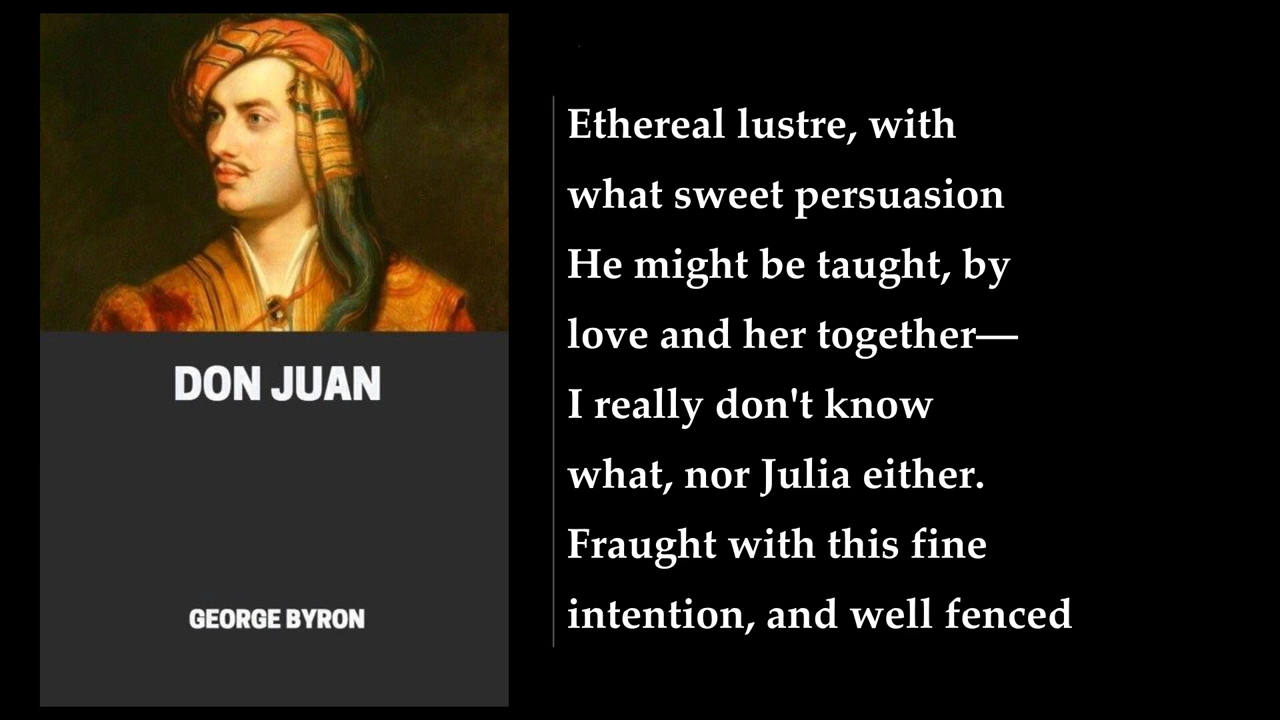 DON JUAN
GEORGE BYRON
Ethereal lustre, with
what sweet persuasion
He might be taught, by
love and her together—
I really don't know
what, nor Julia either.
Fraught with this fine
intention, and well fenced